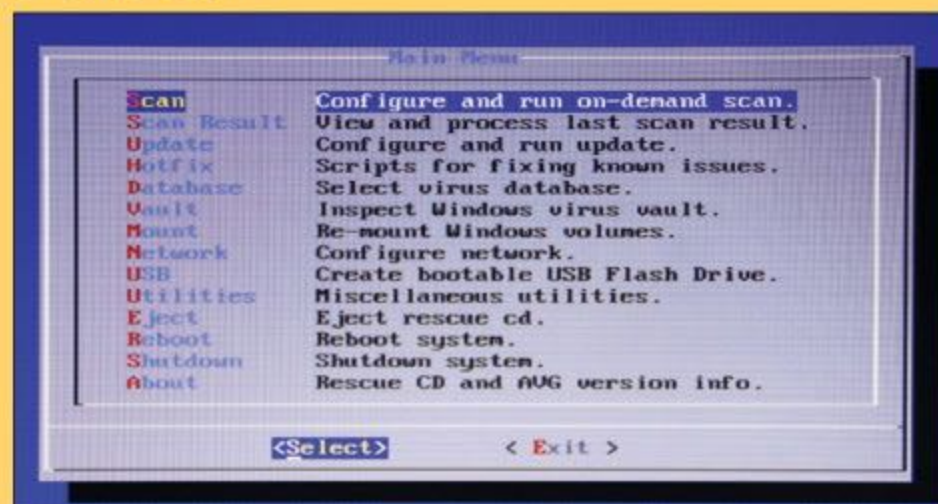 Main Menu
Scan Configure and run on-demand scan.
Scan Result View and process last scan result.
Update Configure and run update.
Hotfix Scripts for fixing known issues.
Database Select virus database.
Vault Inspect Windows virus vault.
Mount Re-mount Windows volumes.
Network Configure network.
USB Create bootable USB Flash Drive.
Utilities Miscellaneous utilities.
Eject Eject rescue cd.
Reboot Reboot system.
Shutdown Shutdown system.
About Rescue CD and AVG version info.
<Select> < Exit >